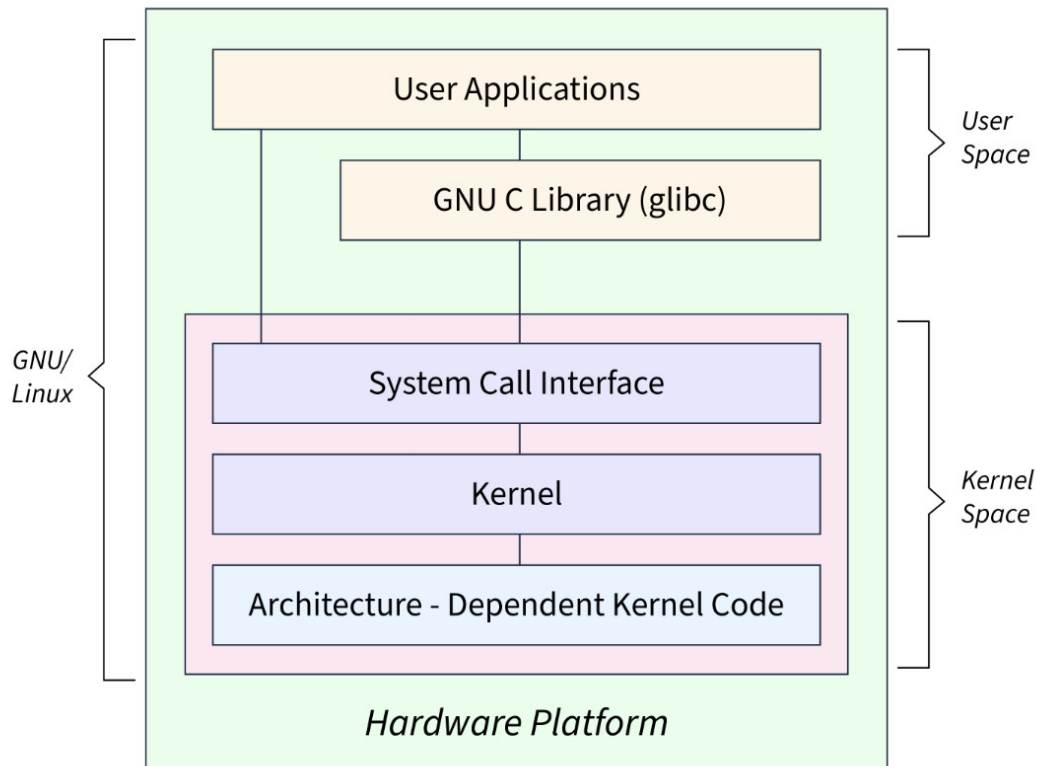 User Applications
User
Space
GNU C Library (glibc)
GNU/
Linux
System Call Interface
Kernel
Kernel
Space
Architecture - Dependent Kernel Code
Hardware Platform